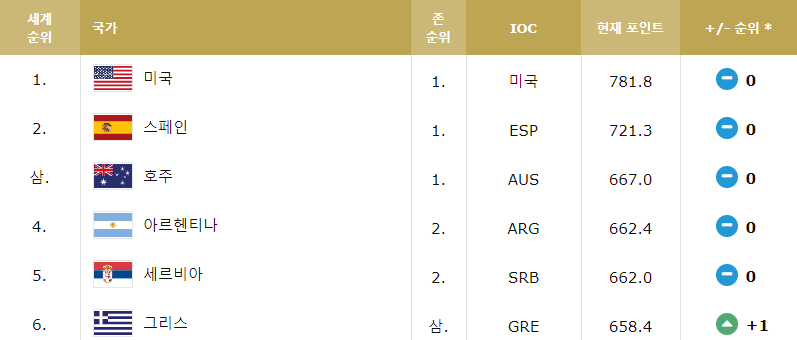 세계 순위 국가 존 순위 IOC 현재 포인트 +/- 순위 *
1. 미국 1. 미국 781.8 0
2. 스페인 1. ESP 721.3 0
삼. 호주 1. AUS 667.0 0
4. 아르헨티나 2. ARG 662.4 0
5. 세르비아 2. SRB 662.0 0
6. 그리스 삼. GRE 658.4 +1